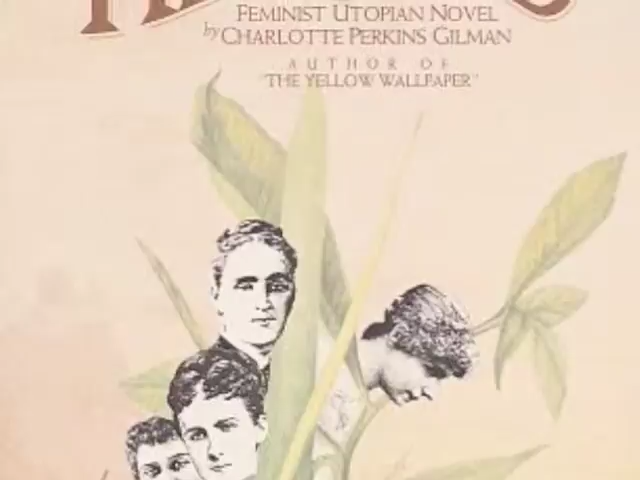 FEMINIST UTOPIAN NOVEL
by CHARLOTTE PERKINS GILMAN
AUTHOR OF
"THE YELLOW WALLPAPER"